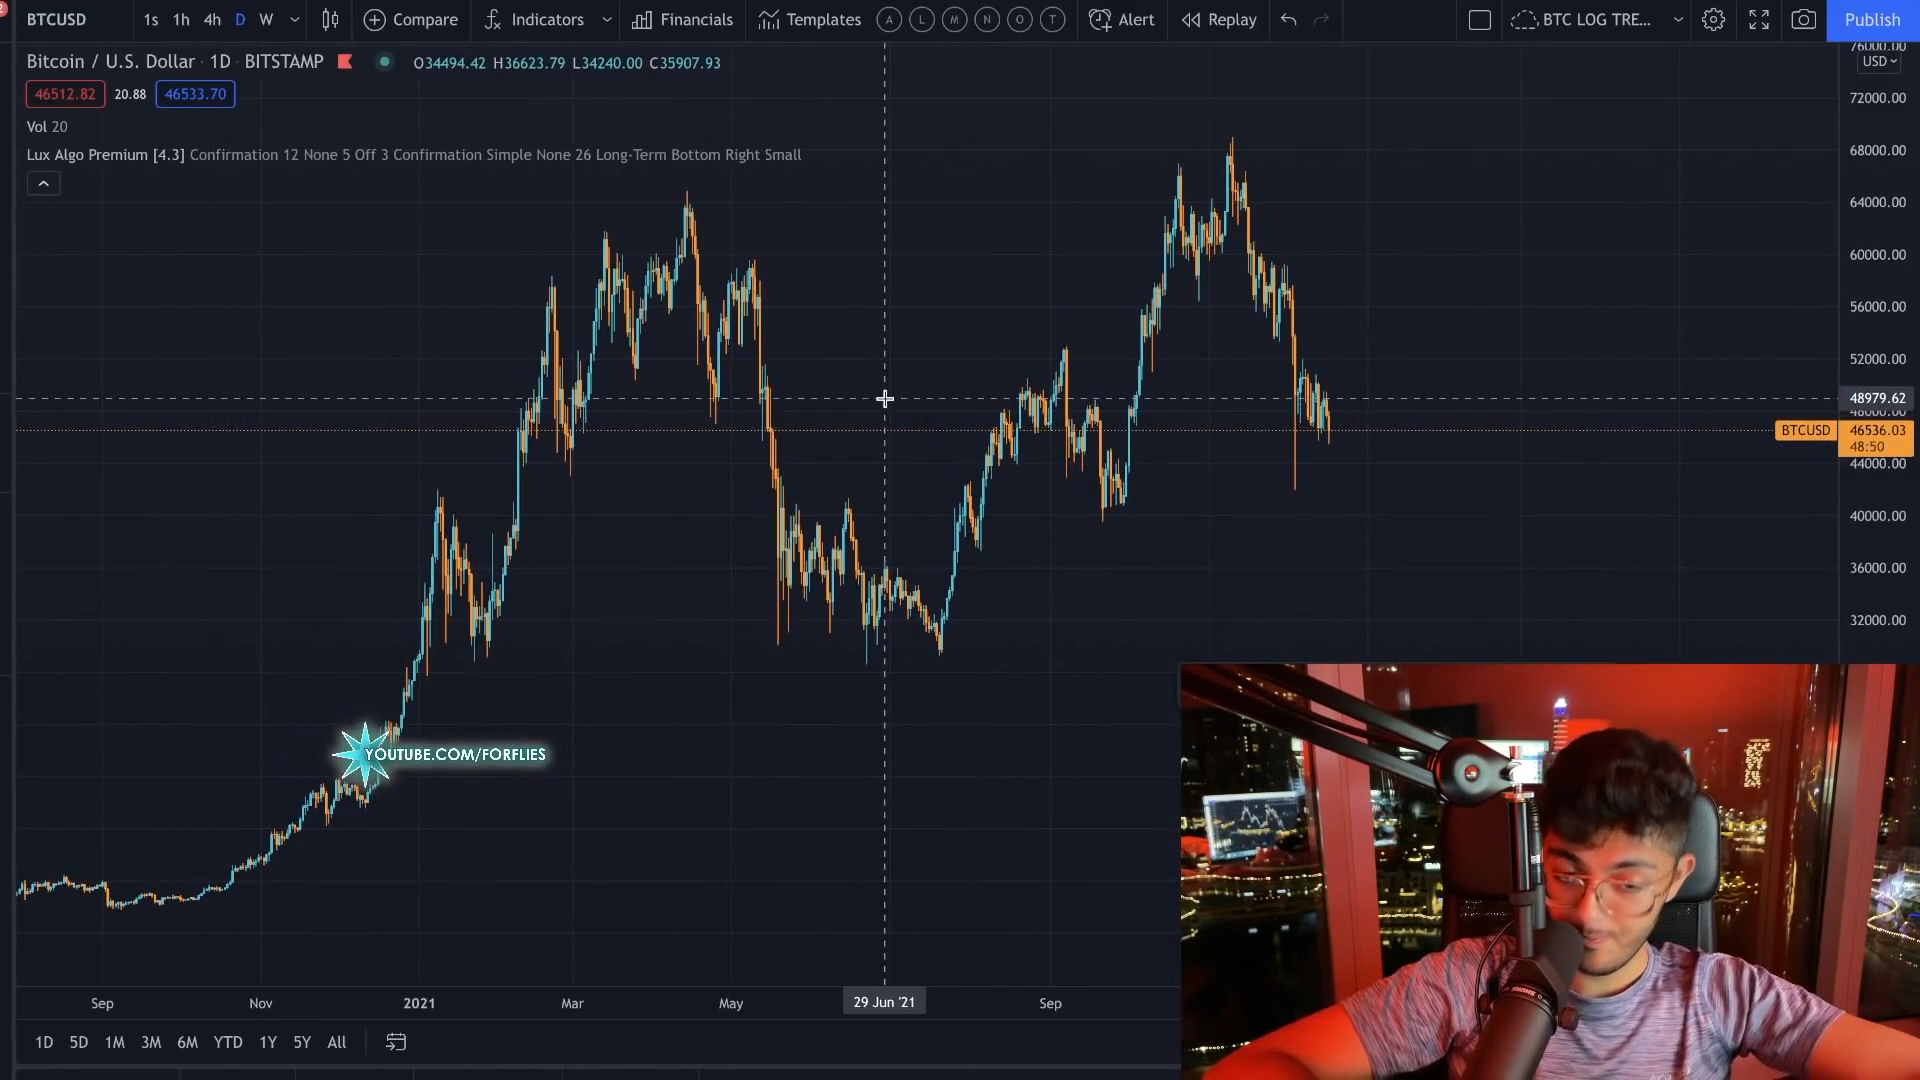 BTCUSD 1s 1h 4h D W Compare Indicators Financials Templates A L M N O T Alert Replay BTC LOG TRE... Publish
Bitcoin / U.S. Dollar · 1D · BITSTAMP O34494.42 H36623.79 L34240.00 C35907.93
46512.82 20.88 46533.70
Vol 20
Lux Algo Premium [4.3] Confirmation 12 None 5 Off 3 Confirmation Simple None 26 Long-Term Bottom Right Small
76000.00
USD
72000.00
68000.00
64000.00
60000.00
56000.00
52000.00
48979.62
48000.00
BTCUSD 46536.03
48:50
44000.00
40000.00
36000.00
32000.00
YOUTUBE.COM/FORFLIES
Sep Nov 2021 Mar May 29 Jun '21 Sep
1D 5D 1M 3M 6M YTD 1Y 5Y All